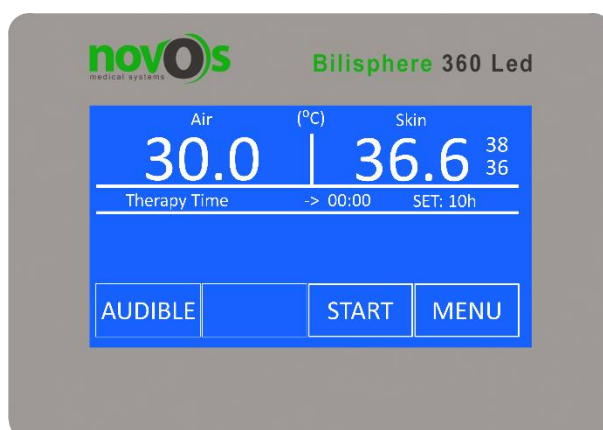 novos
medical systems
Bilisphere 360 Led
Air (°C) Skin
30.0 36.6 38
36
Therapy Time -> 00:00 SET: 10h
AUDIBLE START MENU